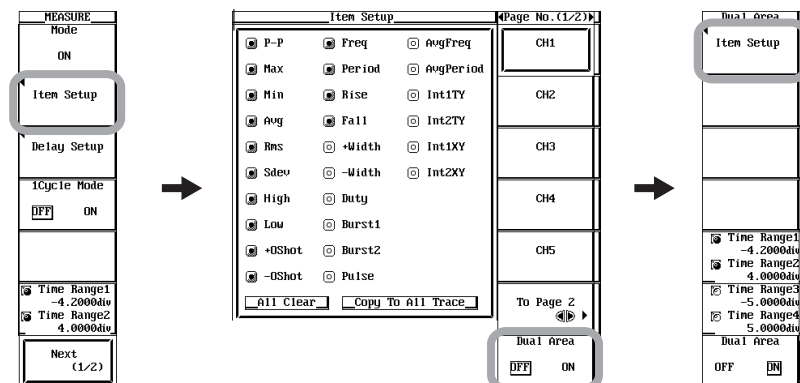 MEASURE
Mode
ON
Item Setup
Delay Setup
1Cycle Mode
OFF ON
Time Range1
-4.2000div
Time Range2
4.0000div
Next
(1/2)
Item Setup
P-P Freq AvgFreq
Max Period AvgPeriod
Min Rise Int1TY
Avg Fall Int2TY
Rms +Width Int1XY
Sdev -Width Int2XY
High Duty
Low Burst1
+OShot Burst2
-OShot Pulse
All Clear Copy To All Trace
Page No.(1/2)
CH1
CH2
CH3
CH4
CH5
To Page 2
Dual Area
OFF ON
Dual Area
Item Setup
Time Range1
-4.2000div
Time Range2
4.0000div
Time Range3
-5.0000div
Time Range4
5.0000div
Dual Area
OFF ON